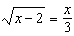 √(x−2) = x/3